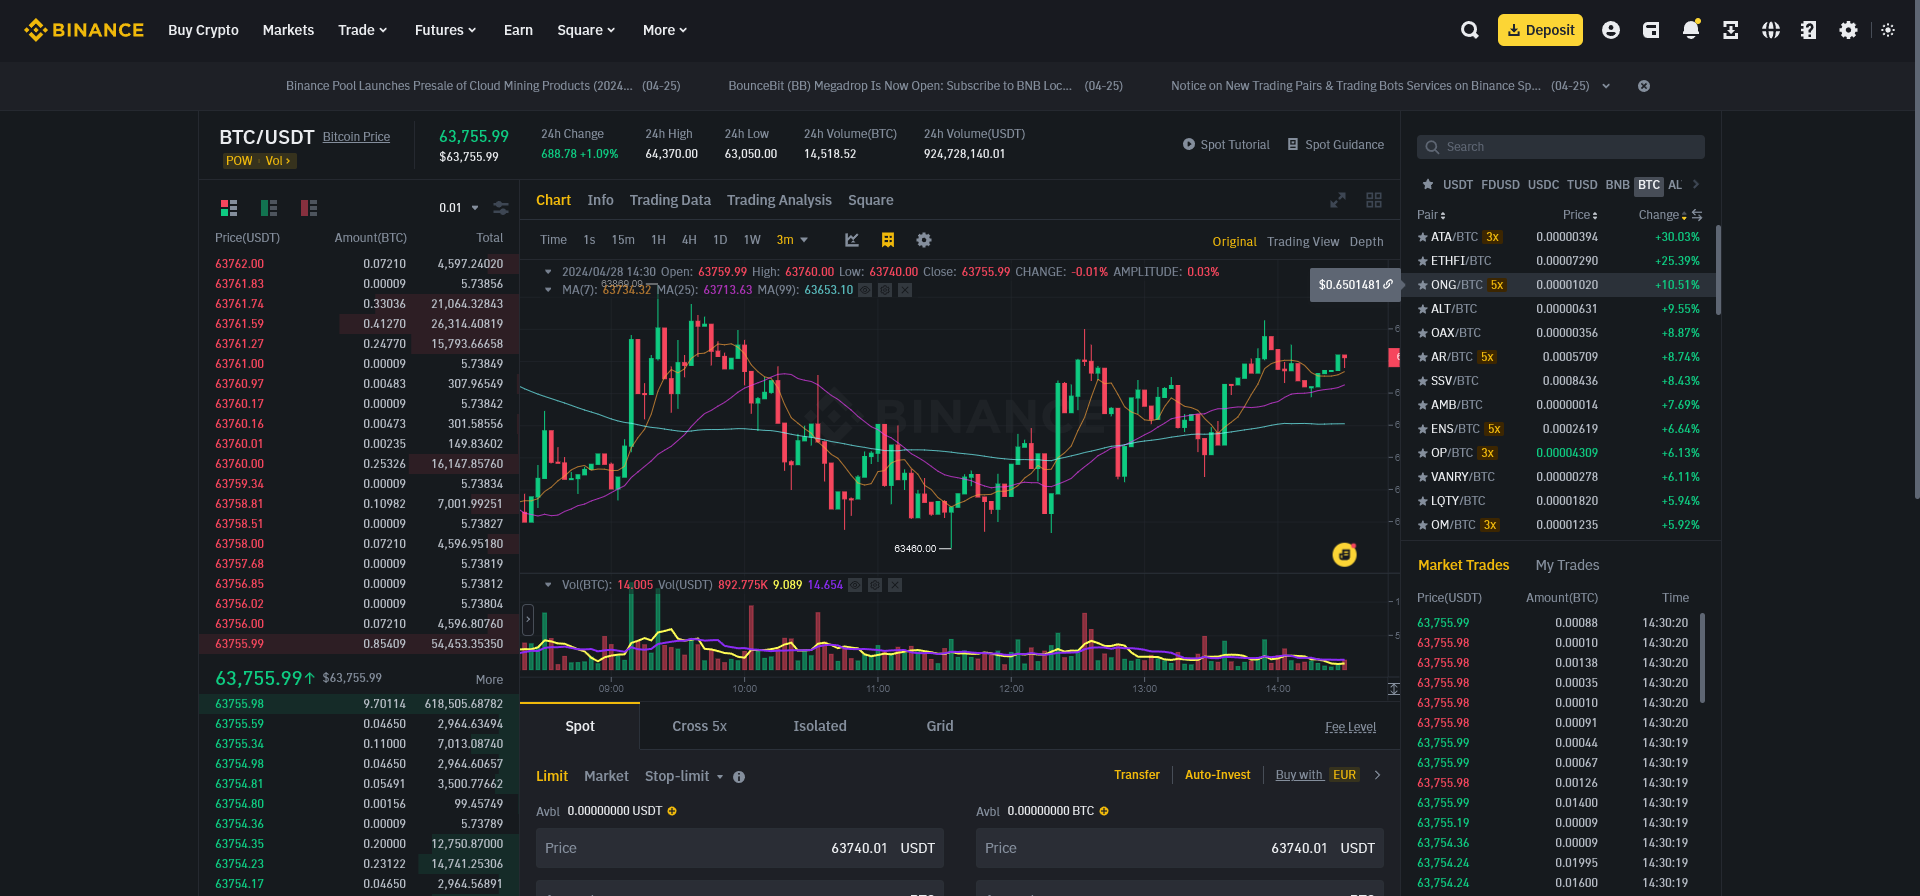 BINANCE Buy Crypto Markets Trade Futures Earn Square More Deposit
Binance Pool Launches Presale of Cloud Mining Products (2024... (04-25) BounceBit (BB) Megadrop Is Now Open: Subscribe to BNB Loc... (04-25) Notice on New Trading Pairs & Trading Bots Services on Binance Sp... (04-25)
BTC/USDT Bitcoin Price
POW Vol
63,755.99
$63,755.99
24h Change
688.78 +1.09%
24h High
64,370.00
24h Low
63,050.00
24h Volume(BTC)
14,518.52
24h Volume(USDT)
924,728,140.01
Spot Tutorial Spot Guidance
0.01
Price(USDT) Amount(BTC) Total
63762.00 0.07210 4,597.24020
63761.83 0.00009 5.73856
63761.74 0.33036 21,064.32843
63761.59 0.41270 26,314.40819
63761.27 0.24770 15,793.66658
63761.00 0.00009 5.73849
63760.97 0.00483 307.96549
63760.17 0.00009 5.73842
63760.16 0.00473 301.58556
63760.01 0.00235 149.83602
63760.00 0.25326 16,147.85760
63759.34 0.00009 5.73834
63758.81 0.10982 7,001.99251
63758.51 0.00009 5.73827
63758.00 0.07210 4,596.95180
63757.68 0.00009 5.73819
63756.85 0.00009 5.73812
63756.02 0.00009 5.73804
63756.00 0.07210 4,596.80760
63755.99 0.85409 54,453.35350
63,755.99 $63,755.99 More
63755.98 9.70114 618,505.68782
63755.59 0.04650 2,964.63494
63755.34 0.11000 7,013.08740
63754.98 0.04650 2,964.60657
63754.81 0.05491 3,500.77662
63754.80 0.00156 99.45749
63754.36 0.00009 5.73789
63754.35 0.20000 12,750.87000
63754.23 0.23122 14,741.25306
63754.17 0.04650 2,964.56891
Chart Info Trading Data Trading Analysis Square
Time 1s 15m 1H 4H 1D 1W 3m
Original Trading View Depth
2024/04/28 14:30 Open: 63759.99 High: 63760.00 Low: 63740.00 Close: 63755.99 CHANGE: -0.01% AMPLITUDE: 0.03%
63860.00
MA(7): 63734.32 MA(25): 63713.63 MA(99): 63653.10
BINANCE
63460.00
Vol(BTC): 14.005 Vol(USDT) 892.775K 9.089 14.654
09:00 10:00 11:00 12:00 13:00 14:00
Spot Cross 5x Isolated Grid Fee Level
Limit Market Stop-limit
Transfer Auto-Invest Buy with EUR
Avbl 0.00000000 USDT
Price 63740.01 USDT
Avbl 0.00000000 BTC
Price 63740.01 USDT
$0.6501481
Search
USDT FDUSD USDC TUSD BNB BTC AL
Pair Price Change
ATA/BTC 3x 0.00000394 +30.03%
ETHFI/BTC 0.00007290 +25.39%
ONG/BTC 5x 0.00001020 +10.51%
ALT/BTC 0.00000631 +9.55%
OAX/BTC 0.00000356 +8.87%
AR/BTC 5x 0.0005709 +8.74%
SSV/BTC 0.0008436 +8.43%
AMB/BTC 0.00000014 +7.69%
ENS/BTC 5x 0.0002619 +6.64%
OP/BTC 3x 0.00004309 +6.13%
VANRY/BTC 0.00000278 +6.11%
LQTY/BTC 0.00001820 +5.94%
OM/BTC 3x 0.00001235 +5.92%
Market Trades My Trades
Price(USDT) Amount(BTC) Time
63,755.99 0.00088 14:30:20
63,755.98 0.00010 14:30:20
63,755.98 0.00138 14:30:20
63,755.98 0.00035 14:30:20
63,755.98 0.00010 14:30:20
63,755.98 0.00091 14:30:20
63,755.99 0.00044 14:30:19
63,755.99 0.00067 14:30:19
63,755.98 0.00126 14:30:19
63,755.99 0.01400 14:30:19
63,755.19 0.00009 14:30:19
63,754.36 0.00009 14:30:19
63,754.24 0.01995 14:30:19
63,754.24 0.01600 14:30:19